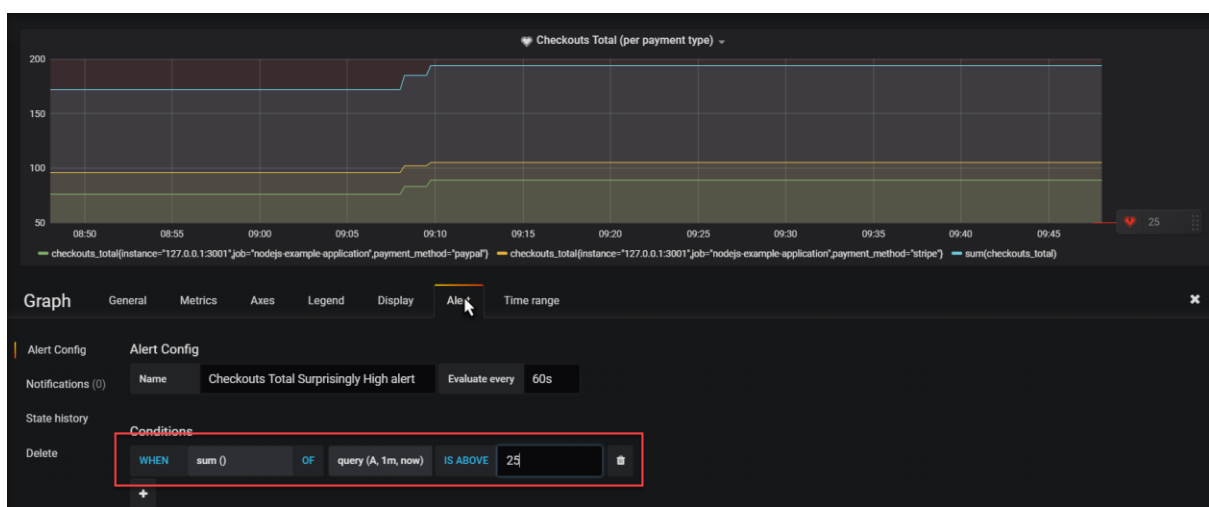 Checkouts Total (per payment type)
200
150
100
50
25
08:50 08:55 09:00 09:05 09:10 09:15 09:20 09:25 09:30 09:35 09:40 09:45
checkouts_total{instance="127.0.0.1:3001",job="nodejs-example-application",payment_method="paypal"} checkouts_total{instance="127.0.0.1:3001",job="nodejs-example-application",payment_method="stripe"} sum(checkouts_total)
Graph General Metrics Axes Legend Display Alert Time range
Alert Config
Notifications (0)
State history
Delete
Alert Config
Name Checkouts Total Surprisingly High alert Evaluate every 60s
Conditions
WHEN sum () OF query (A, 1m, now) IS ABOVE 25